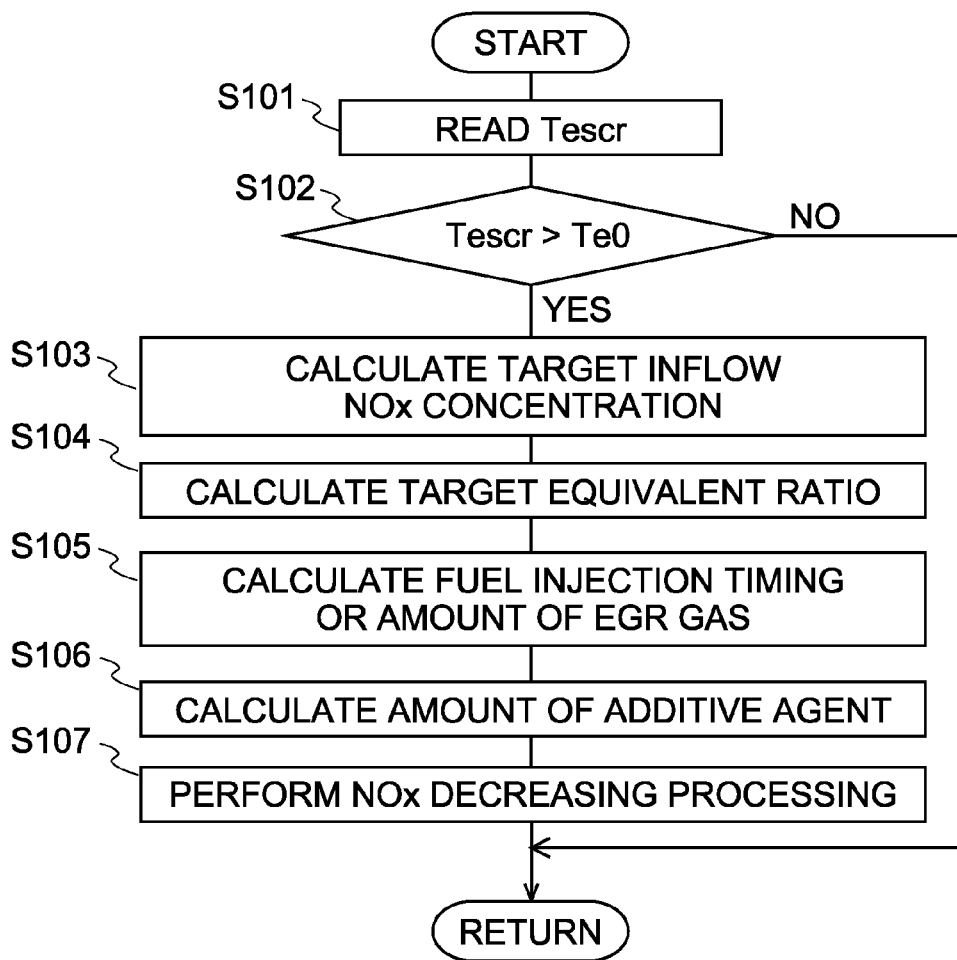 START
S101
READ Tescr
S102
Tescr > Te0
NO
YES
S103
CALCULATE TARGET INFLOW
NOx CONCENTRATION
S104
CALCULATE TARGET EQUIVALENT RATIO
S105
CALCULATE FUEL INJECTION TIMING
OR AMOUNT OF EGR GAS
S106
CALCULATE AMOUNT OF ADDITIVE AGENT
S107
PERFORM NOx DECREASING PROCESSING
RETURN